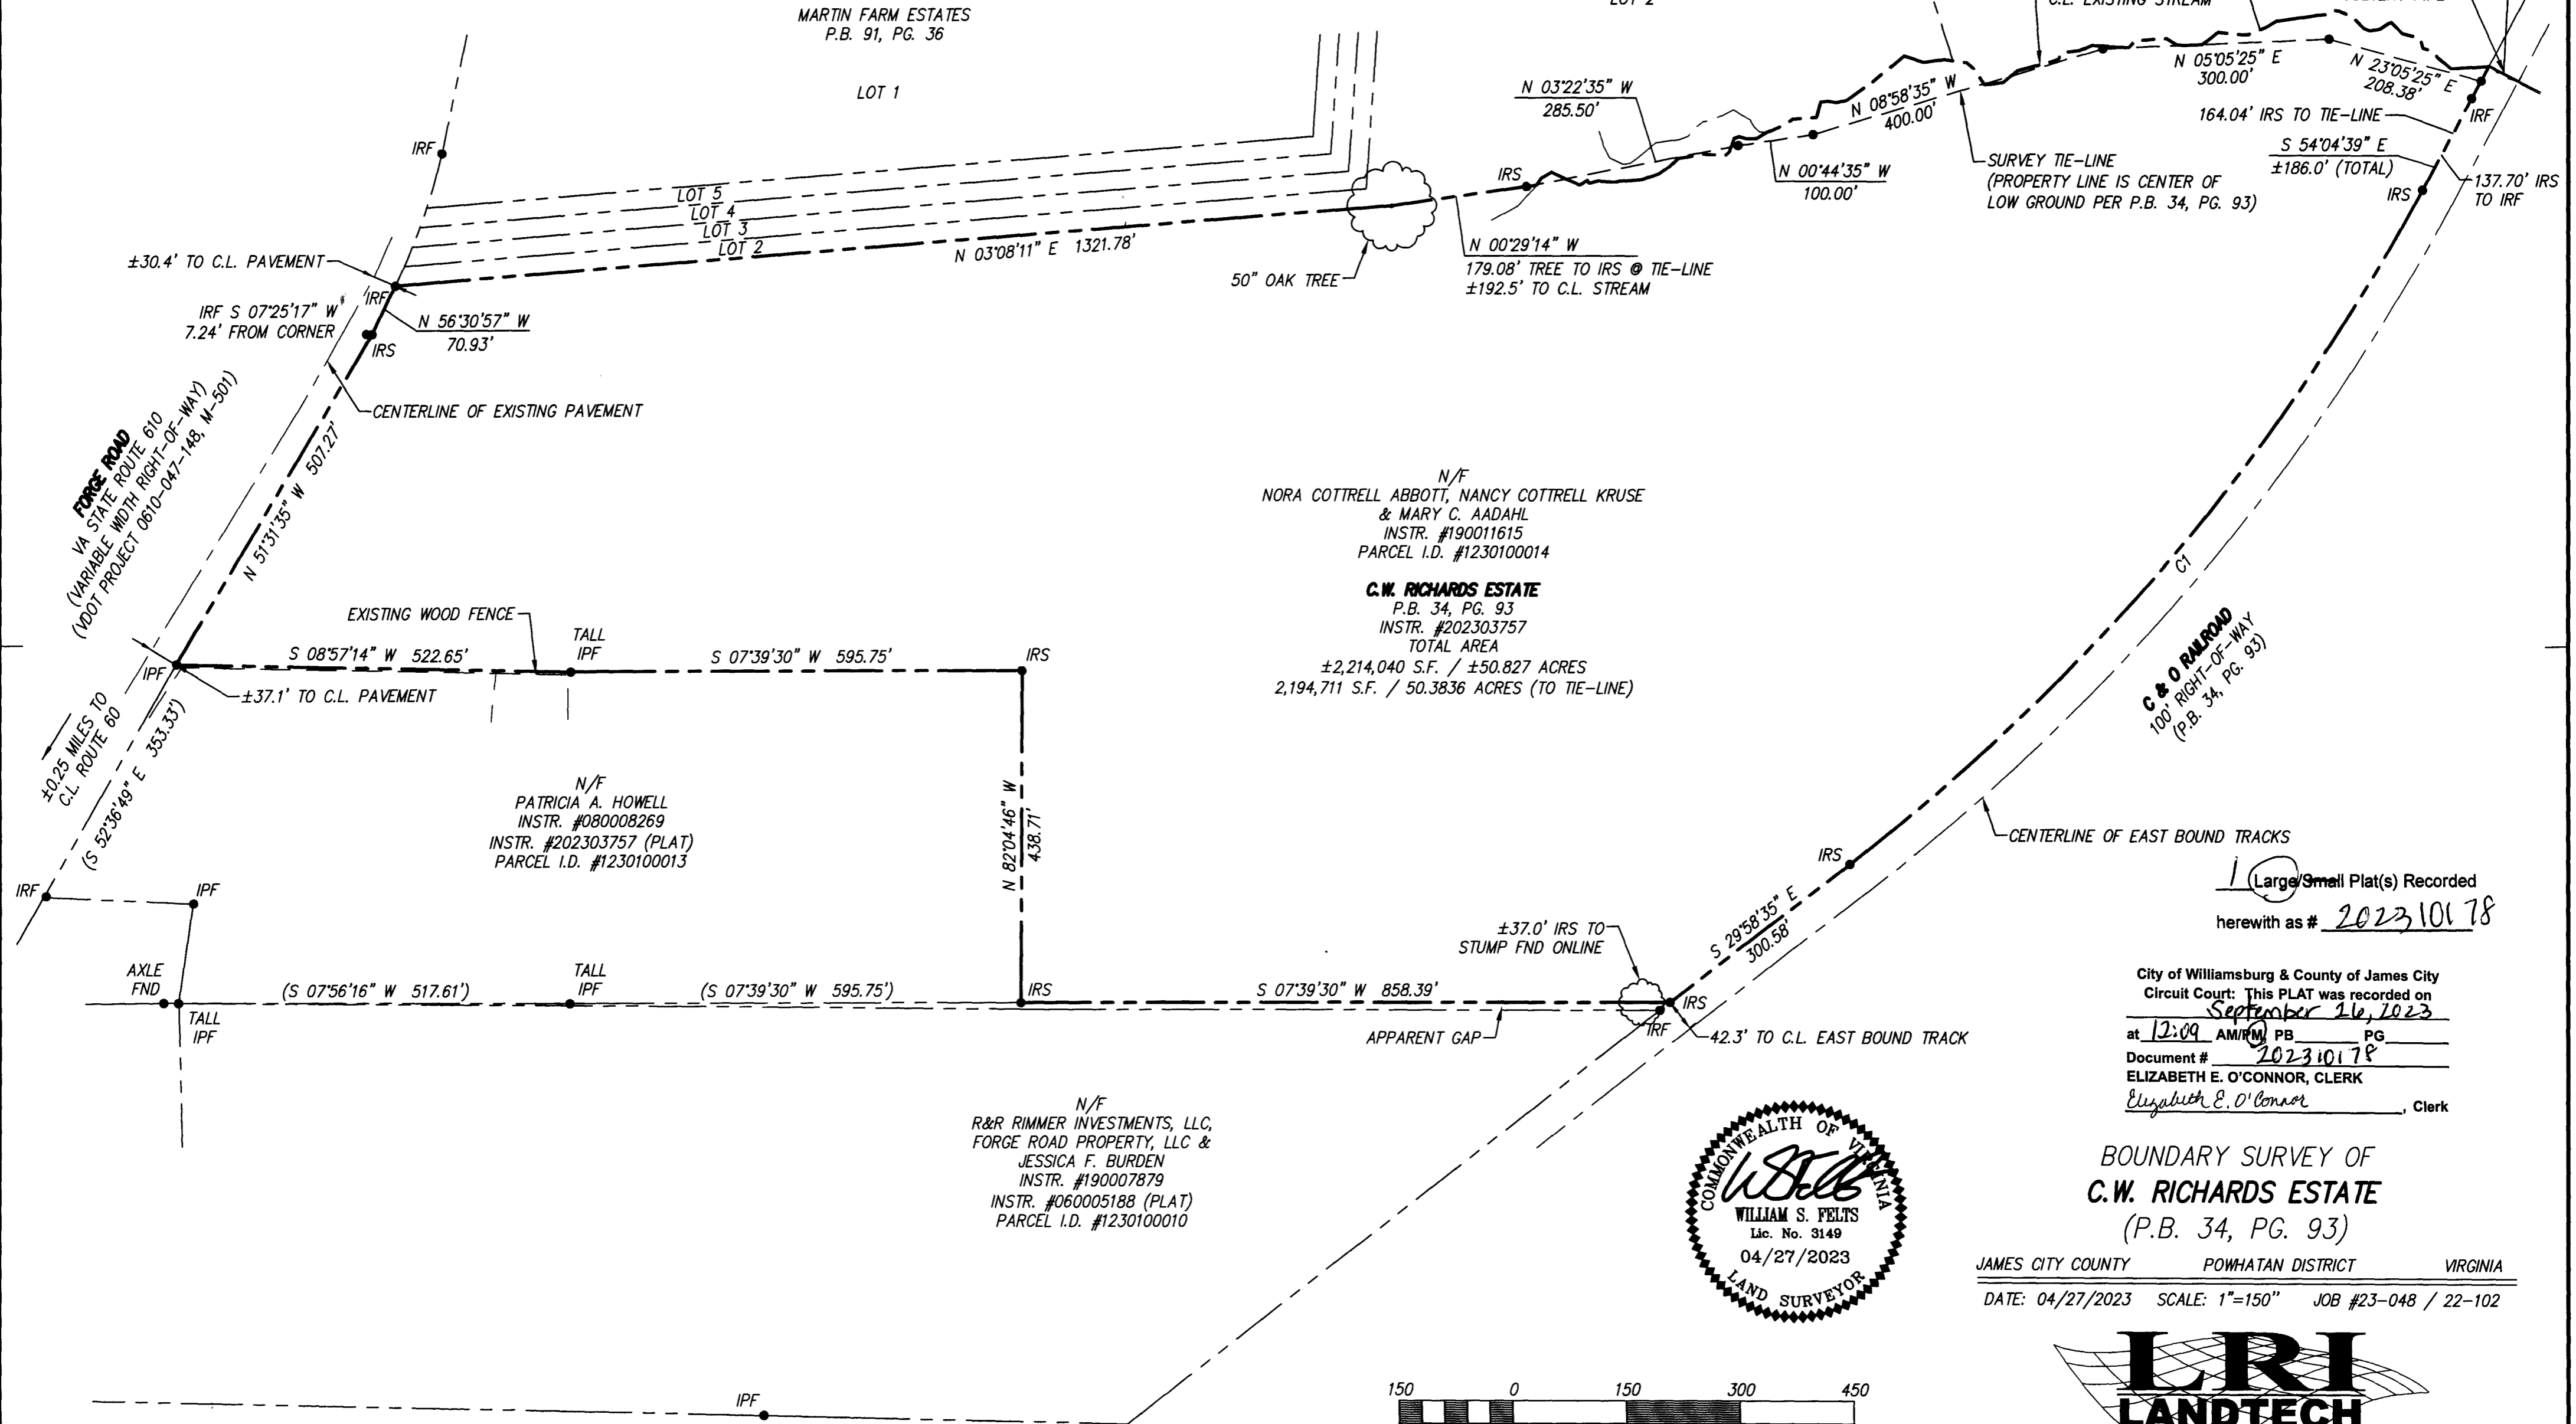 MARTIN FARM ESTATES
P.B. 91, PG. 36
LOT 1
C.L. EXISTING STREAM
N 03°22'35" W
285.50'
N 08°58'35" W
400.00'
N 05°05'25" E
300.00'
N 23°05'25" E
208.38'
164.04' IRS TO TIE-LINE
IRF
S 54°04'39" E
±186.0' (TOTAL)
IRS
137.70' IRS
TO IRF
SURVEY TIE-LINE
(PROPERTY LINE IS CENTER OF
LOW GROUND PER P.B. 34, PG. 93)
N 00°44'35" W
100.00'
IRS
IRF
LOT 5
LOT 4
LOT 3
LOT 2
N 03°08'11" E 1321.78'
50" OAK TREE
N 00°29'14" W
179.08' TREE TO IRS @ TIE-LINE
±192.5' TO C.L. STREAM
±30.4' TO C.L. PAVEMENT
IRF
IRF S 07°25'17" W
7.24' FROM CORNER
N 56°30'57" W
70.93'
IRS
CENTERLINE OF EXISTING PAVEMENT
FORGE ROAD
VA STATE ROUTE 610
(VARIABLE WIDTH RIGHT-OF-WAY)
(VDOT PROJECT 0610-047-148, M-501)
N 51°31'35" W 507.27'
N/F
NORA COTTRELL ABBOTT, NANCY COTTRELL KRUSE
& MARY C. AADAHL
INSTR. #190011615
PARCEL I.D. #1230100014
C.W. RICHARDS ESTATE
P.B. 34, PG. 93
INSTR. #202303757
TOTAL AREA
±2,214,040 S.F. / ±50.827 ACRES
2,194,711 S.F. / 50.3836 ACRES (TO TIE-LINE)
C1
C & O RAILROAD
100' RIGHT-OF-WAY
(P.B. 34, PG. 93)
EXISTING WOOD FENCE
TALL
IPF
S 08°57'14" W 522.65'
S 07°39'30" W 595.75'
IRS
IPF
±37.1' TO C.L. PAVEMENT
±0.25 MILES TO
C.L. ROUTE 60
(S 52°36'49" E 353.33')
N/F
PATRICIA A. HOWELL
INSTR. #080008269
INSTR. #202303757 (PLAT)
PARCEL I.D. #1230100013
N 82°04'46" W
438.71'
CENTERLINE OF EAST BOUND TRACKS
IRS
S 29°58'35" E
300.58'
±37.0' IRS TO
STUMP FND ONLINE
IRF
IPF
AXLE
FND
(S 07°56'16" W 517.61')
TALL
IPF
(S 07°39'30" W 595.75')
IRS
S 07°39'30" W 858.39'
IRS
TALL
IPF
APPARENT GAP
IRF
42.3' TO C.L. EAST BOUND TRACK
N/F
R&R RIMMER INVESTMENTS, LLC,
FORGE ROAD PROPERTY, LLC &
JESSICA F. BURDEN
INSTR. #190007879
INSTR. #060005188 (PLAT)
PARCEL I.D. #1230100010
IPF
1 Large/Small Plat(s) Recorded
herewith as # 202310178
City of Williamsburg & County of James City
Circuit Court: This PLAT was recorded on
September 26, 2023
at 12:09 AM/PM, PB PG
Document # 202310178
ELIZABETH E. O'CONNOR, CLERK
Elizabeth E. O'Connor, Clerk
COMMONWEALTH OF VIRGINIA
WILLIAM S. FELTS
Lic. No. 3149
04/27/2023
LAND SURVEYOR
BOUNDARY SURVEY OF
C.W. RICHARDS ESTATE
(P.B. 34, PG. 93)
JAMES CITY COUNTY POWHATAN DISTRICT VIRGINIA
DATE: 04/27/2023 SCALE: 1"=150" JOB #23-048 / 22-102
150 0 150 300 450
LRI
LANDTECH